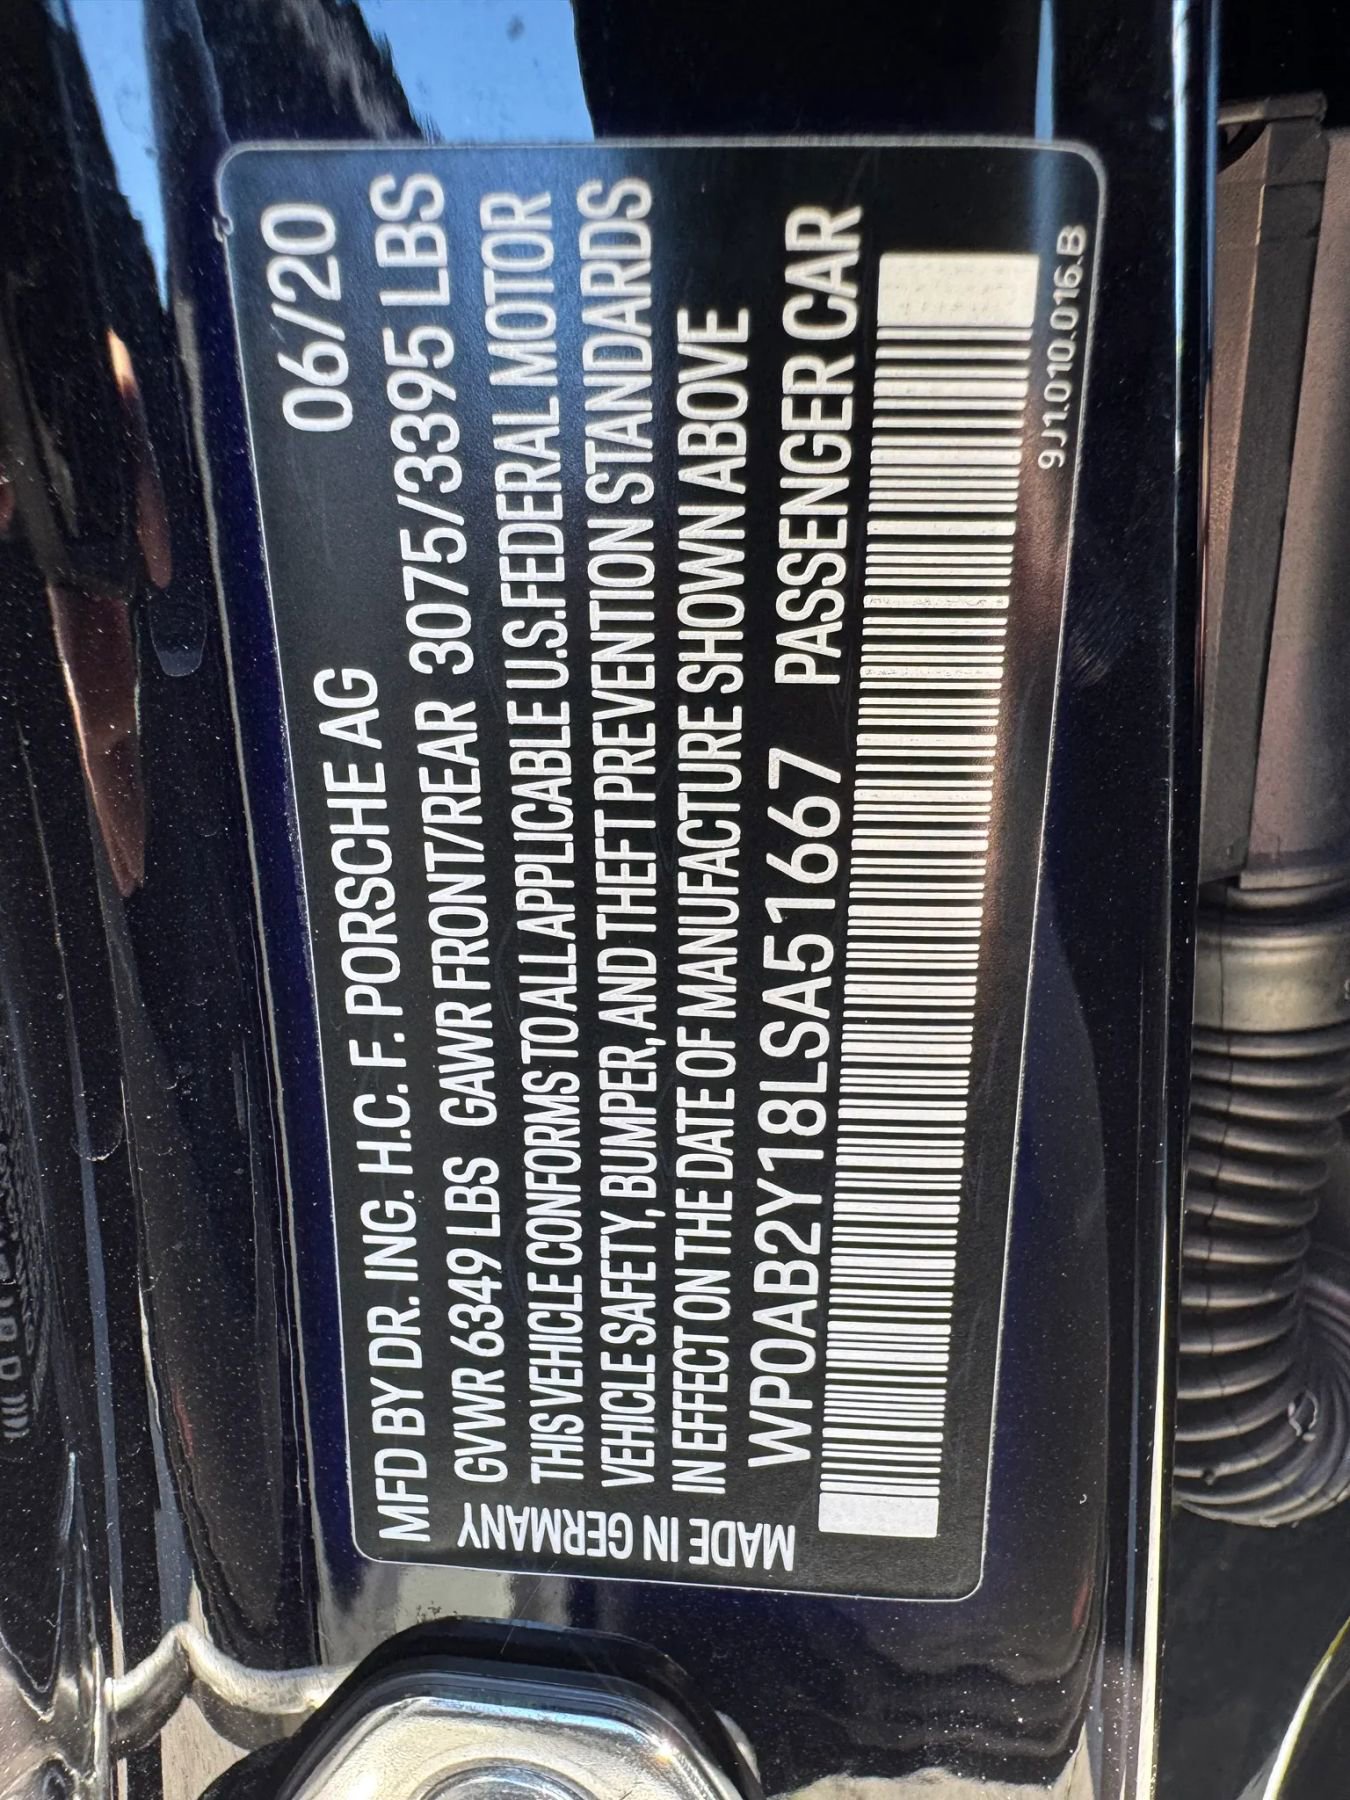 MFD BY DR. ING. H.C. F. PORSCHE AG 06/20
GVWR 6349 LBS GAWR FRONT/REAR 3075/3395 LBS
THIS VEHICLE CONFORMS TO ALL APPLICABLE U.S.FEDERAL MOTOR
VEHICLE SAFETY, BUMPER, AND THEFT PREVENTION STANDARDS
IN EFFECT ON THE DATE OF MANUFACTURE SHOWN ABOVE
WP0AB2Y18LSA51667 PASSENGER CAR
9J1.010.016.B
MADE IN GERMANY